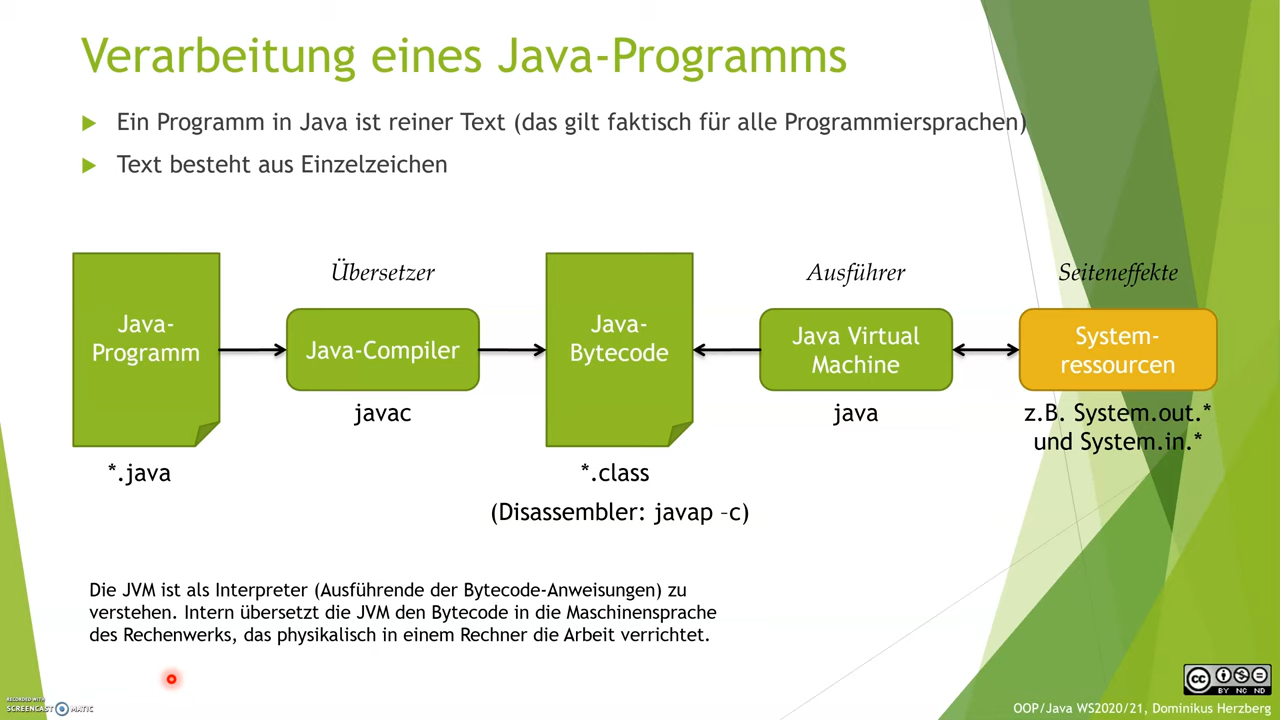 Verarbeitung eines Java-Programms
Ein Programm in Java ist reiner Text (das gilt faktisch für alle Programmiersprachen)
Text besteht aus Einzelzeichen
Übersetzer
Ausführer
Seiteneffekte
Java-
Programm
Java-Compiler
Java-
Bytecode
Java Virtual
Machine
System-
ressourcen
javac
java
z.B. System.out.*
und System.in.*
*.java
*.class
(Disassembler: javap –c)
Die JVM ist als Interpreter (Ausführende der Bytecode-Anweisungen) zu
verstehen. Intern übersetzt die JVM den Bytecode in die Maschinensprache
des Rechenwerks, das physikalisch in einem Rechner die Arbeit verrichtet.
RECORDED WITH
SCREENCAST MATIC
cc
BY NC ND
OOP/Java WS2020/21, Dominikus Herzberg